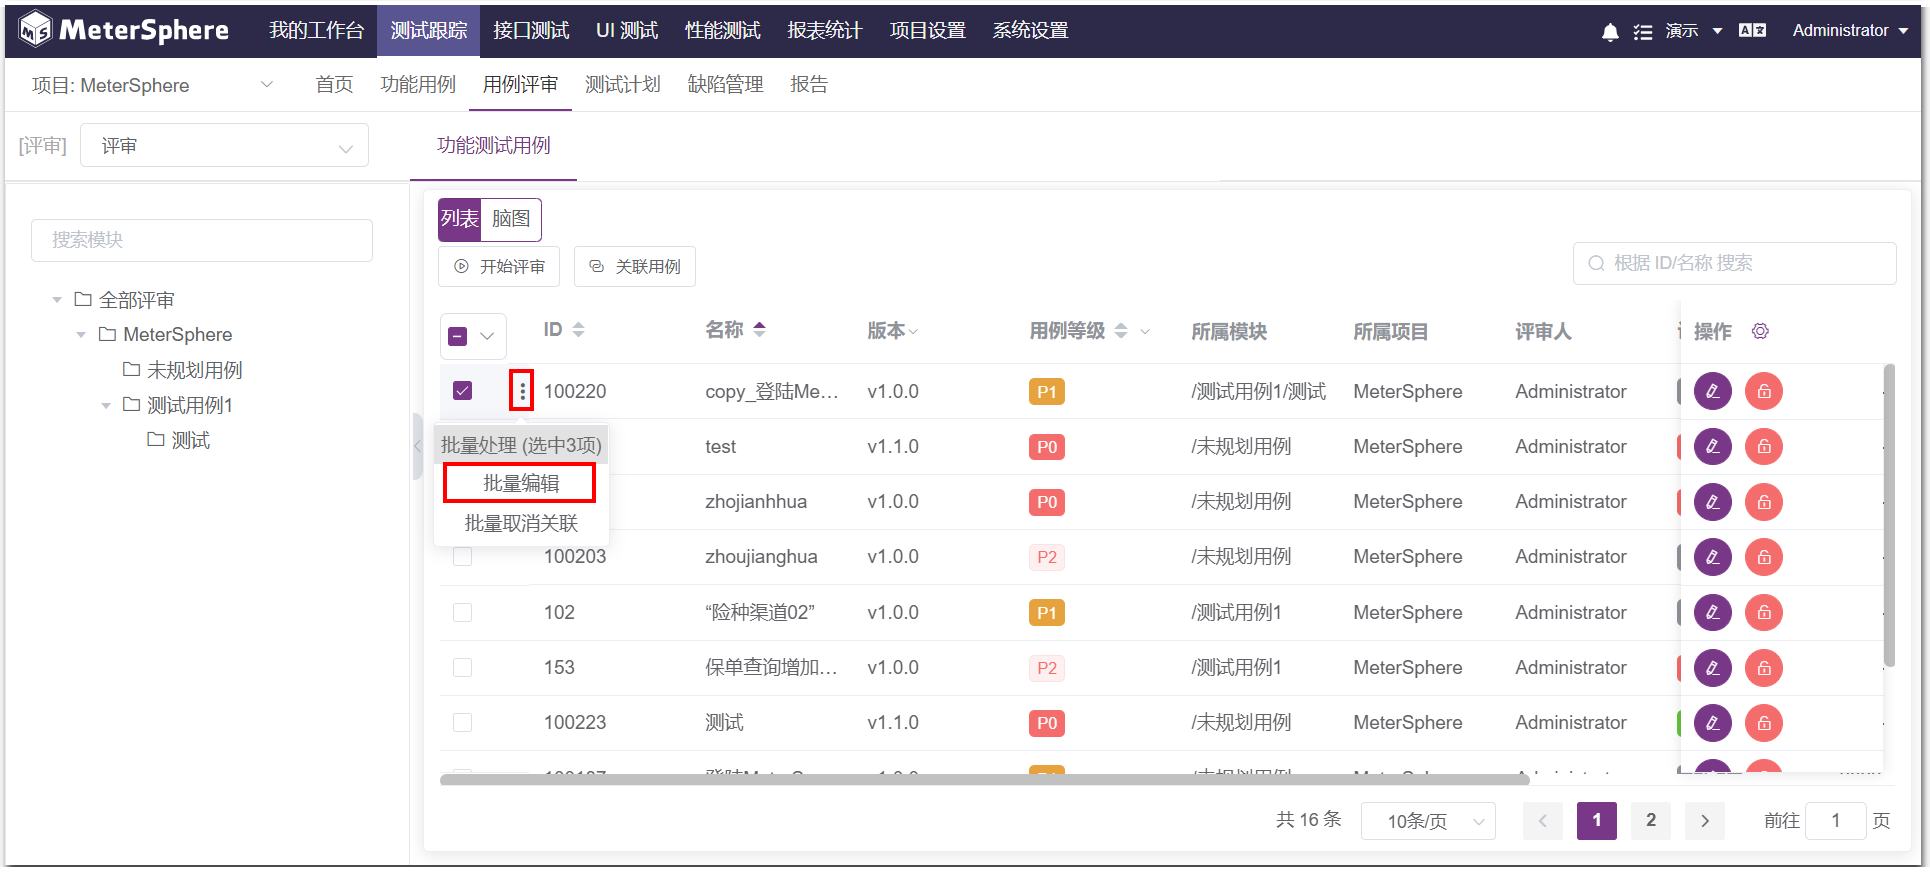 MeterSphere 我的工作台 测试跟踪 接口测试 UI 测试 性能测试 报表统计 项目设置 系统设置 演示 Administrator
项目: MeterSphere 首页 功能用例 用例评审 测试计划 缺陷管理 报告
[评审] 评审 功能测试用例
搜索模块
全部评审
MeterSphere
未规划用例
测试用例1
测试
列表 脑图
开始评审 关联用例 根据 ID/名称 搜索
ID 名称 版本 用例等级 所属模块 所属项目 评审人 操作
100220 copy_登陆Me... v1.0.0 P1 /测试用例1/测试 MeterSphere Administrator
批量处理 (选中3项)
批量编辑
批量取消关联
test v1.1.0 P0 /未规划用例 MeterSphere Administrator
zhojianhhua v1.0.0 P0 /未规划用例 MeterSphere Administrator
100203 zhoujianghua v1.0.0 P2 /未规划用例 MeterSphere Administrator
102 “险种渠道02” v1.0.0 P1 /测试用例1 MeterSphere Administrator
153 保单查询增加... v1.0.0 P2 /测试用例1 MeterSphere Administrator
100223 测试 v1.1.0 P0 /未规划用例 MeterSphere Administrator
共 16 条 10条/页 1 2 前往 1 页